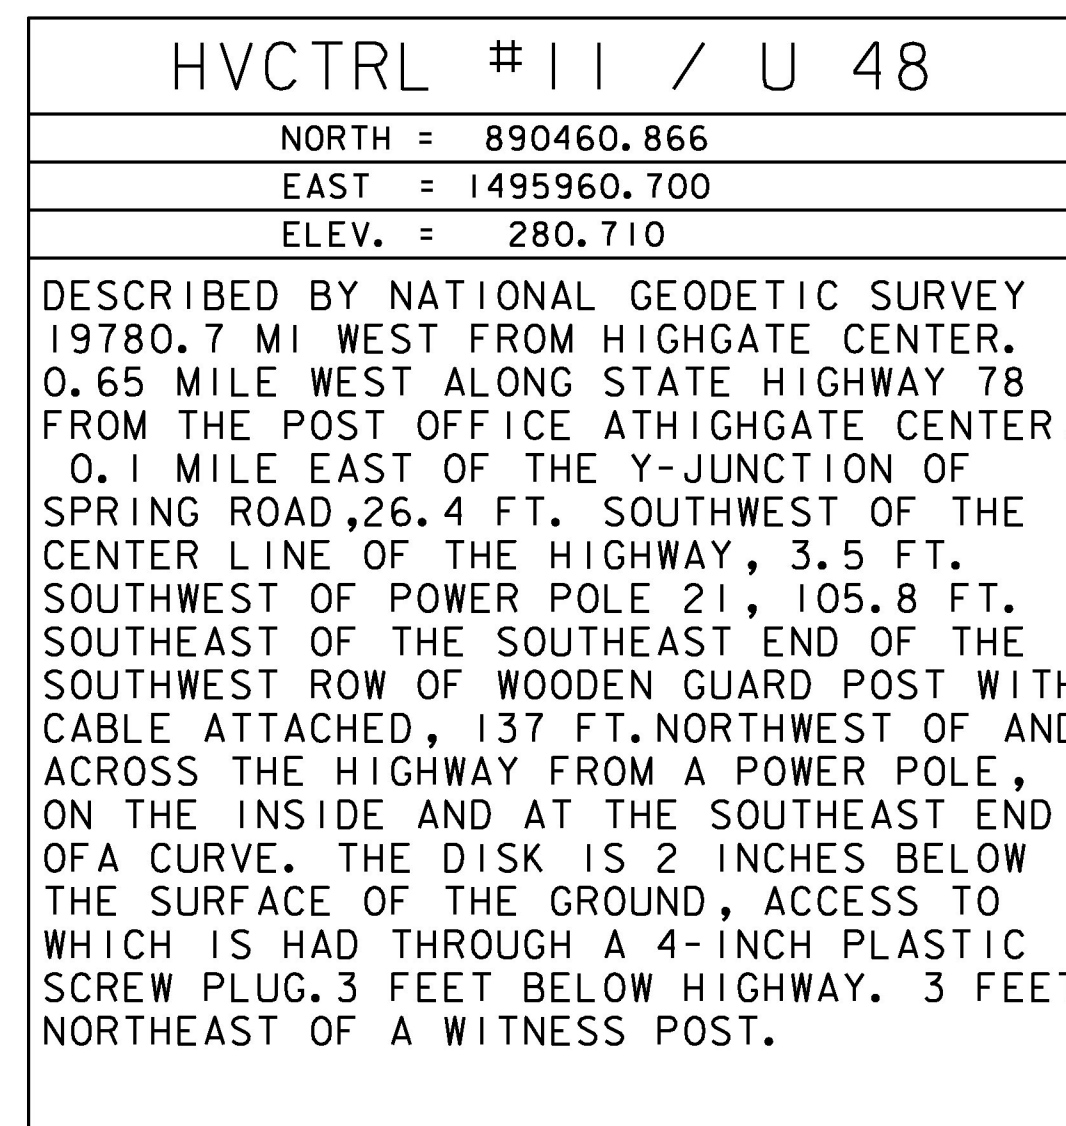 HVCTRL #11 / U 48
NORTH = 890460.866
EAST = 1495960.700
ELEV. = 280.710
DESCRIBED BY NATIONAL GEODETIC SURVEY
19780.7 MI WEST FROM HIGHGATE CENTER.
0.65 MILE WEST ALONG STATE HIGHWAY 78
FROM THE POST OFFICE ATHIGHGATE CENTER.
0.1 MILE EAST OF THE Y-JUNCTION OF
SPRING ROAD,26.4 FT. SOUTHWEST OF THE
CENTER LINE OF THE HIGHWAY, 3.5 FT.
SOUTHWEST OF POWER POLE 21, 105.8 FT.
SOUTHEAST OF THE SOUTHEAST END OF THE
SOUTHWEST ROW OF WOODEN GUARD POST WITH
CABLE ATTACHED, 137 FT.NORTHWEST OF AND
ACROSS THE HIGHWAY FROM A POWER POLE,
ON THE INSIDE AND AT THE SOUTHEAST END
OFA CURVE. THE DISK IS 2 INCHES BELOW
THE SURFACE OF THE GROUND, ACCESS TO
WHICH IS HAD THROUGH A 4-INCH PLASTIC
SCREW PLUG.3 FEET BELOW HIGHWAY. 3 FEET
NORTHEAST OF A WITNESS POST.